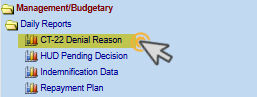 Management/Budgetary
Daily Reports
CT-22 Denial Reason
HUD Pending Decision
Indemnification Data
Repayment Plan